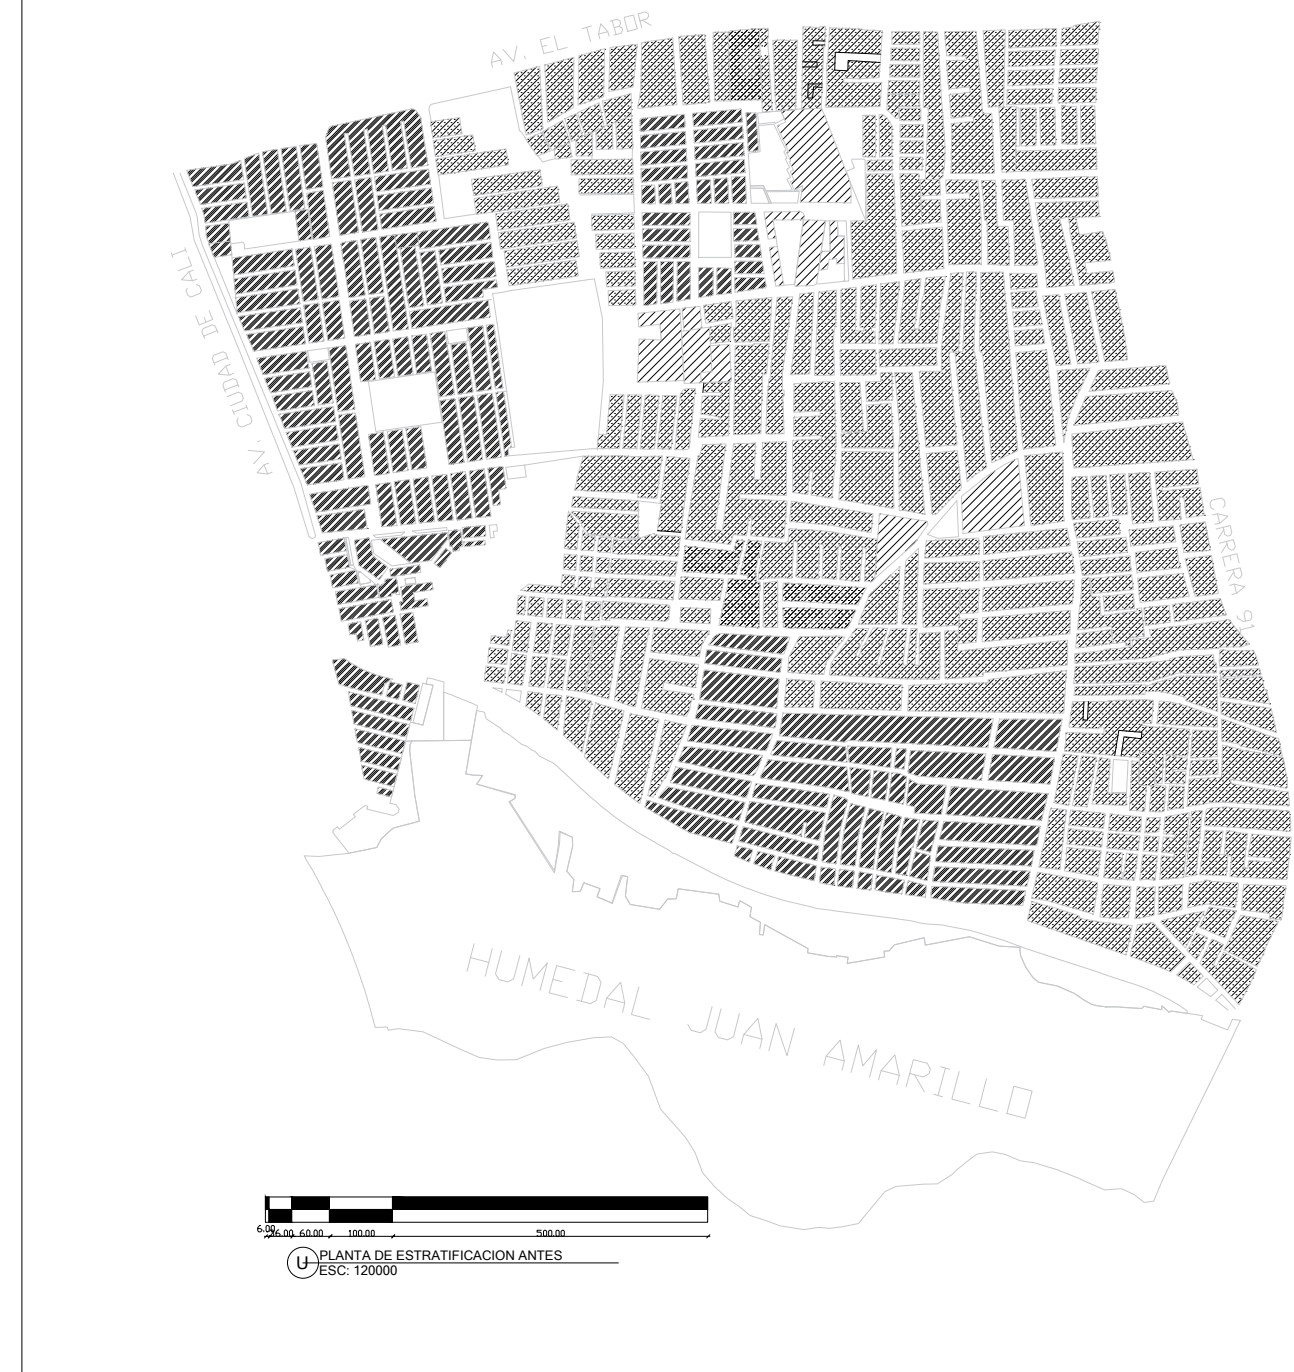 AV. EL TABOR
AV. CIUDAD DE CALI
CARRERA 91
HUMEDAL JUAN AMARILLO
6.00 36.00 60.00 100.00 500.00
U PLANTA DE ESTRATIFICACION ANTES
ESC: 120000